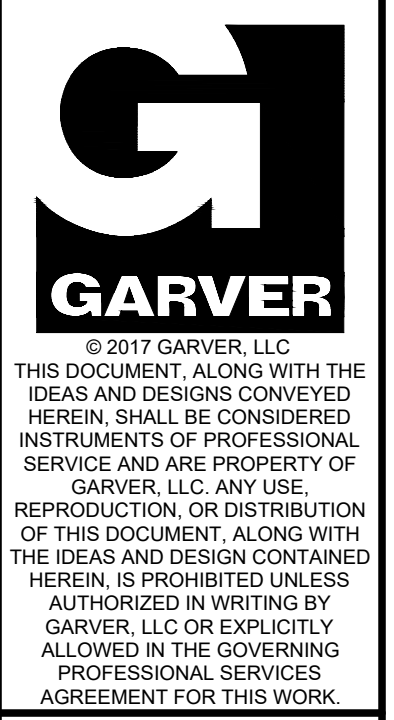 GARVER
© 2017 GARVER, LLC
THIS DOCUMENT, ALONG WITH THE
IDEAS AND DESIGNS CONVEYED
HEREIN, SHALL BE CONSIDERED
INSTRUMENTS OF PROFESSIONAL
SERVICE AND ARE PROPERTY OF
GARVER, LLC. ANY USE,
REPRODUCTION, OR DISTRIBUTION
OF THIS DOCUMENT, ALONG WITH
THE IDEAS AND DESIGN CONTAINED
HEREIN, IS PROHIBITED UNLESS
AUTHORIZED IN WRITING BY
GARVER, LLC OR EXPLICITLY
ALLOWED IN THE GOVERNING
PROFESSIONAL SERVICES
AGREEMENT FOR THIS WORK.